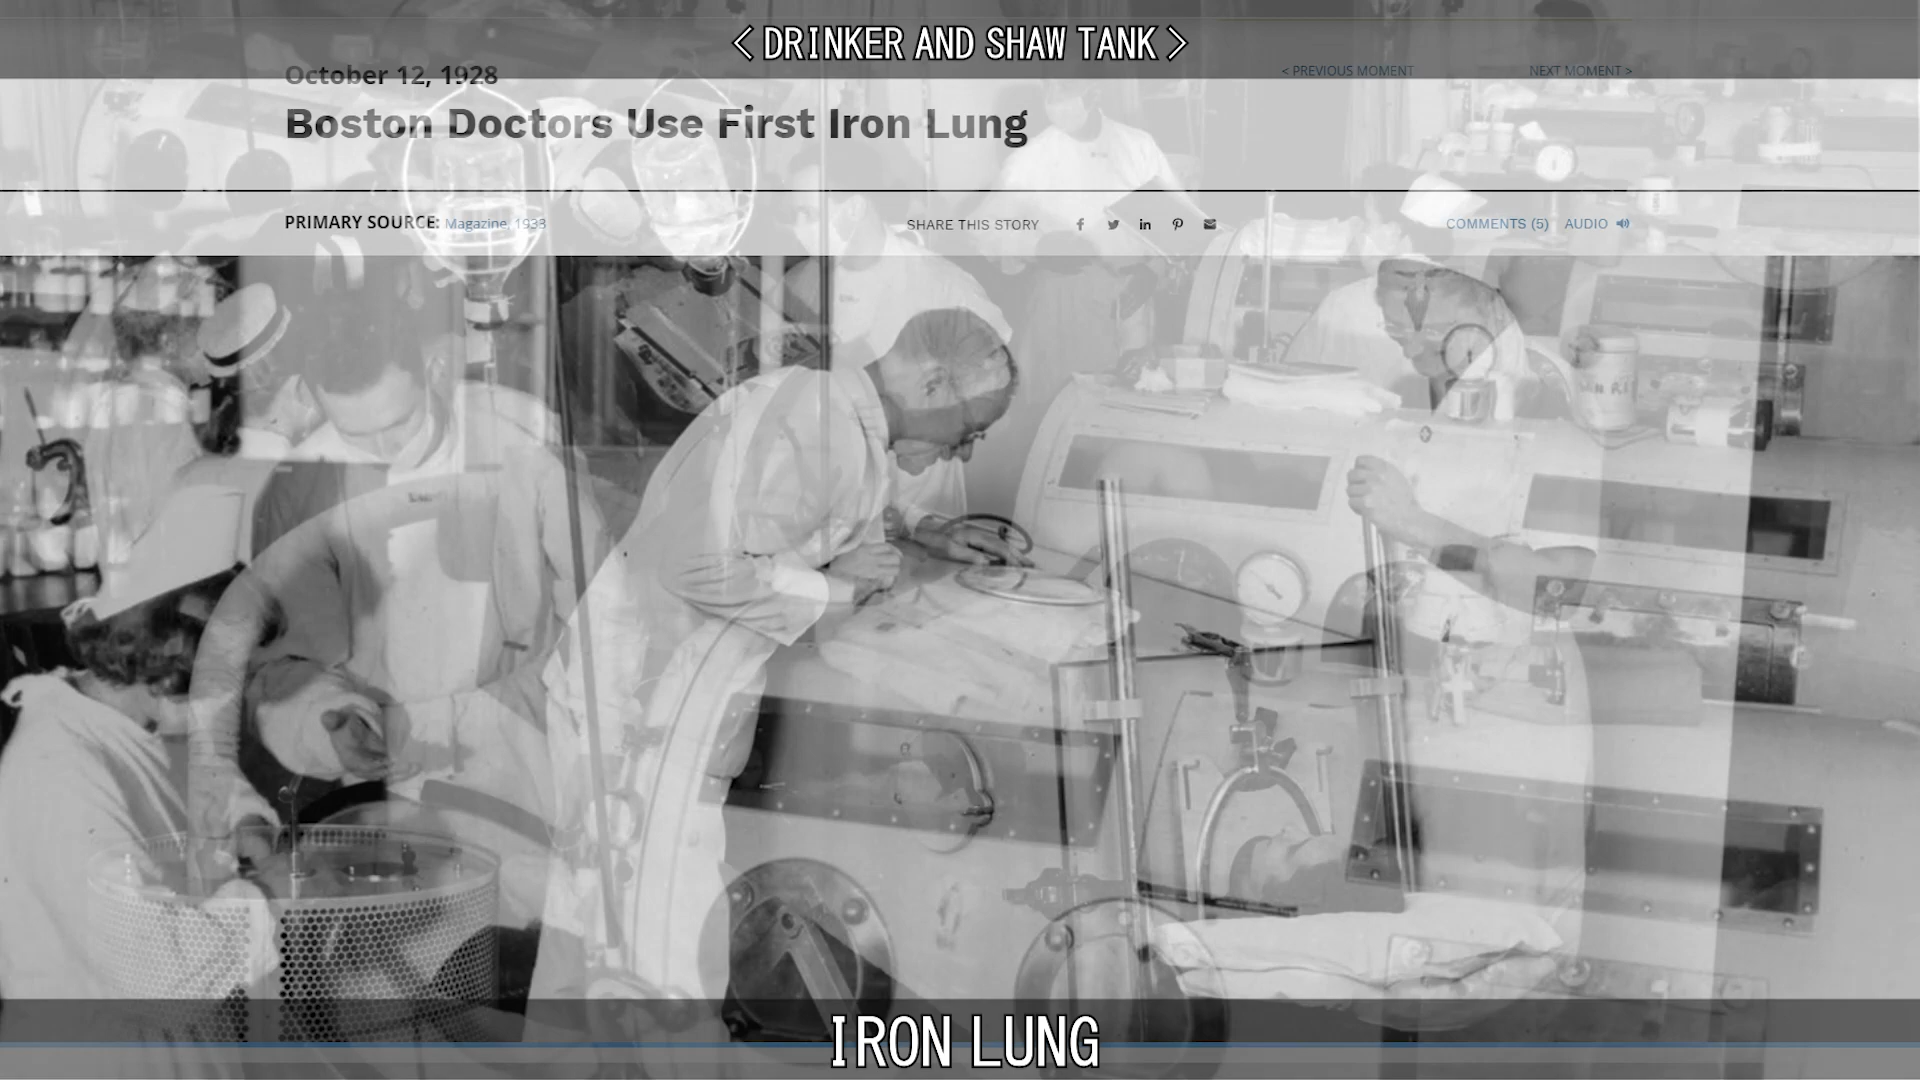 < DRINKER AND SHAW TANK >
October 12, 1928
< PREVIOUS MOMENT
NEXT MOMENT >
Boston Doctors Use First Iron Lung
PRIMARY SOURCE: Magazine, 1933
SHARE THIS STORY
COMMENTS (5)
AUDIO
IRON LUNG